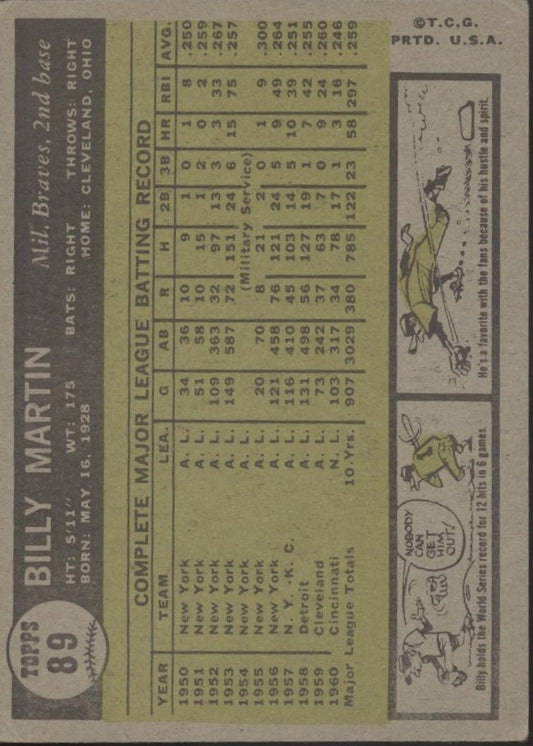 TOPPS
89
BILLY MARTIN Mil. Braves, 2nd base
HT: 5/11" WT: 175 BATS: RIGHT THROWS: RIGHT
BORN: MAY 16, 1928 HOME: CLEVELAND, OHIO
COMPLETE MAJOR LEAGUE BATTING RECORD
YEAR TEAM LEA. G AB R H 2B 3B HR RBI AVG.
1950 New York A. L. 34 36 10 9 1 0 1 8 .250
1951 New York A. L. 51 58 10 15 1 2 0 2 .259
1952 New York A. L. 109 363 32 97 13 3 3 33 .267
1953 New York A. L. 149 587 72 151 24 6 15 75 .257
1954 New York A. L. (Military Service)
1955 New York A. L. 20 70 8 21 2 0 1 9 .300
1956 New York A. L. 121 458 76 121 24 5 9 49 .264
1957 N. Y. -K. C. A. L. 116 410 45 103 14 5 10 39 .251
1958 Detroit A. L. 131 498 56 127 19 1 7 42 .255
1959 Cleveland A. L. 73 242 37 63 7 0 9 24 .260
1960 Cincinnati N. L. 103 317 34 78 17 1 3 16 .246
Major League Totals 10 Yrs. 907 3029 380 785 122 23 58 297 .259
NOBODY
CAN
GET
HIM
OUT!
Billy holds the World Series record for 12 hits in 6 games.
He's a favorite with the fans because of his hustle and spirit.
©T.C.G.
PRTD. U.S.A.